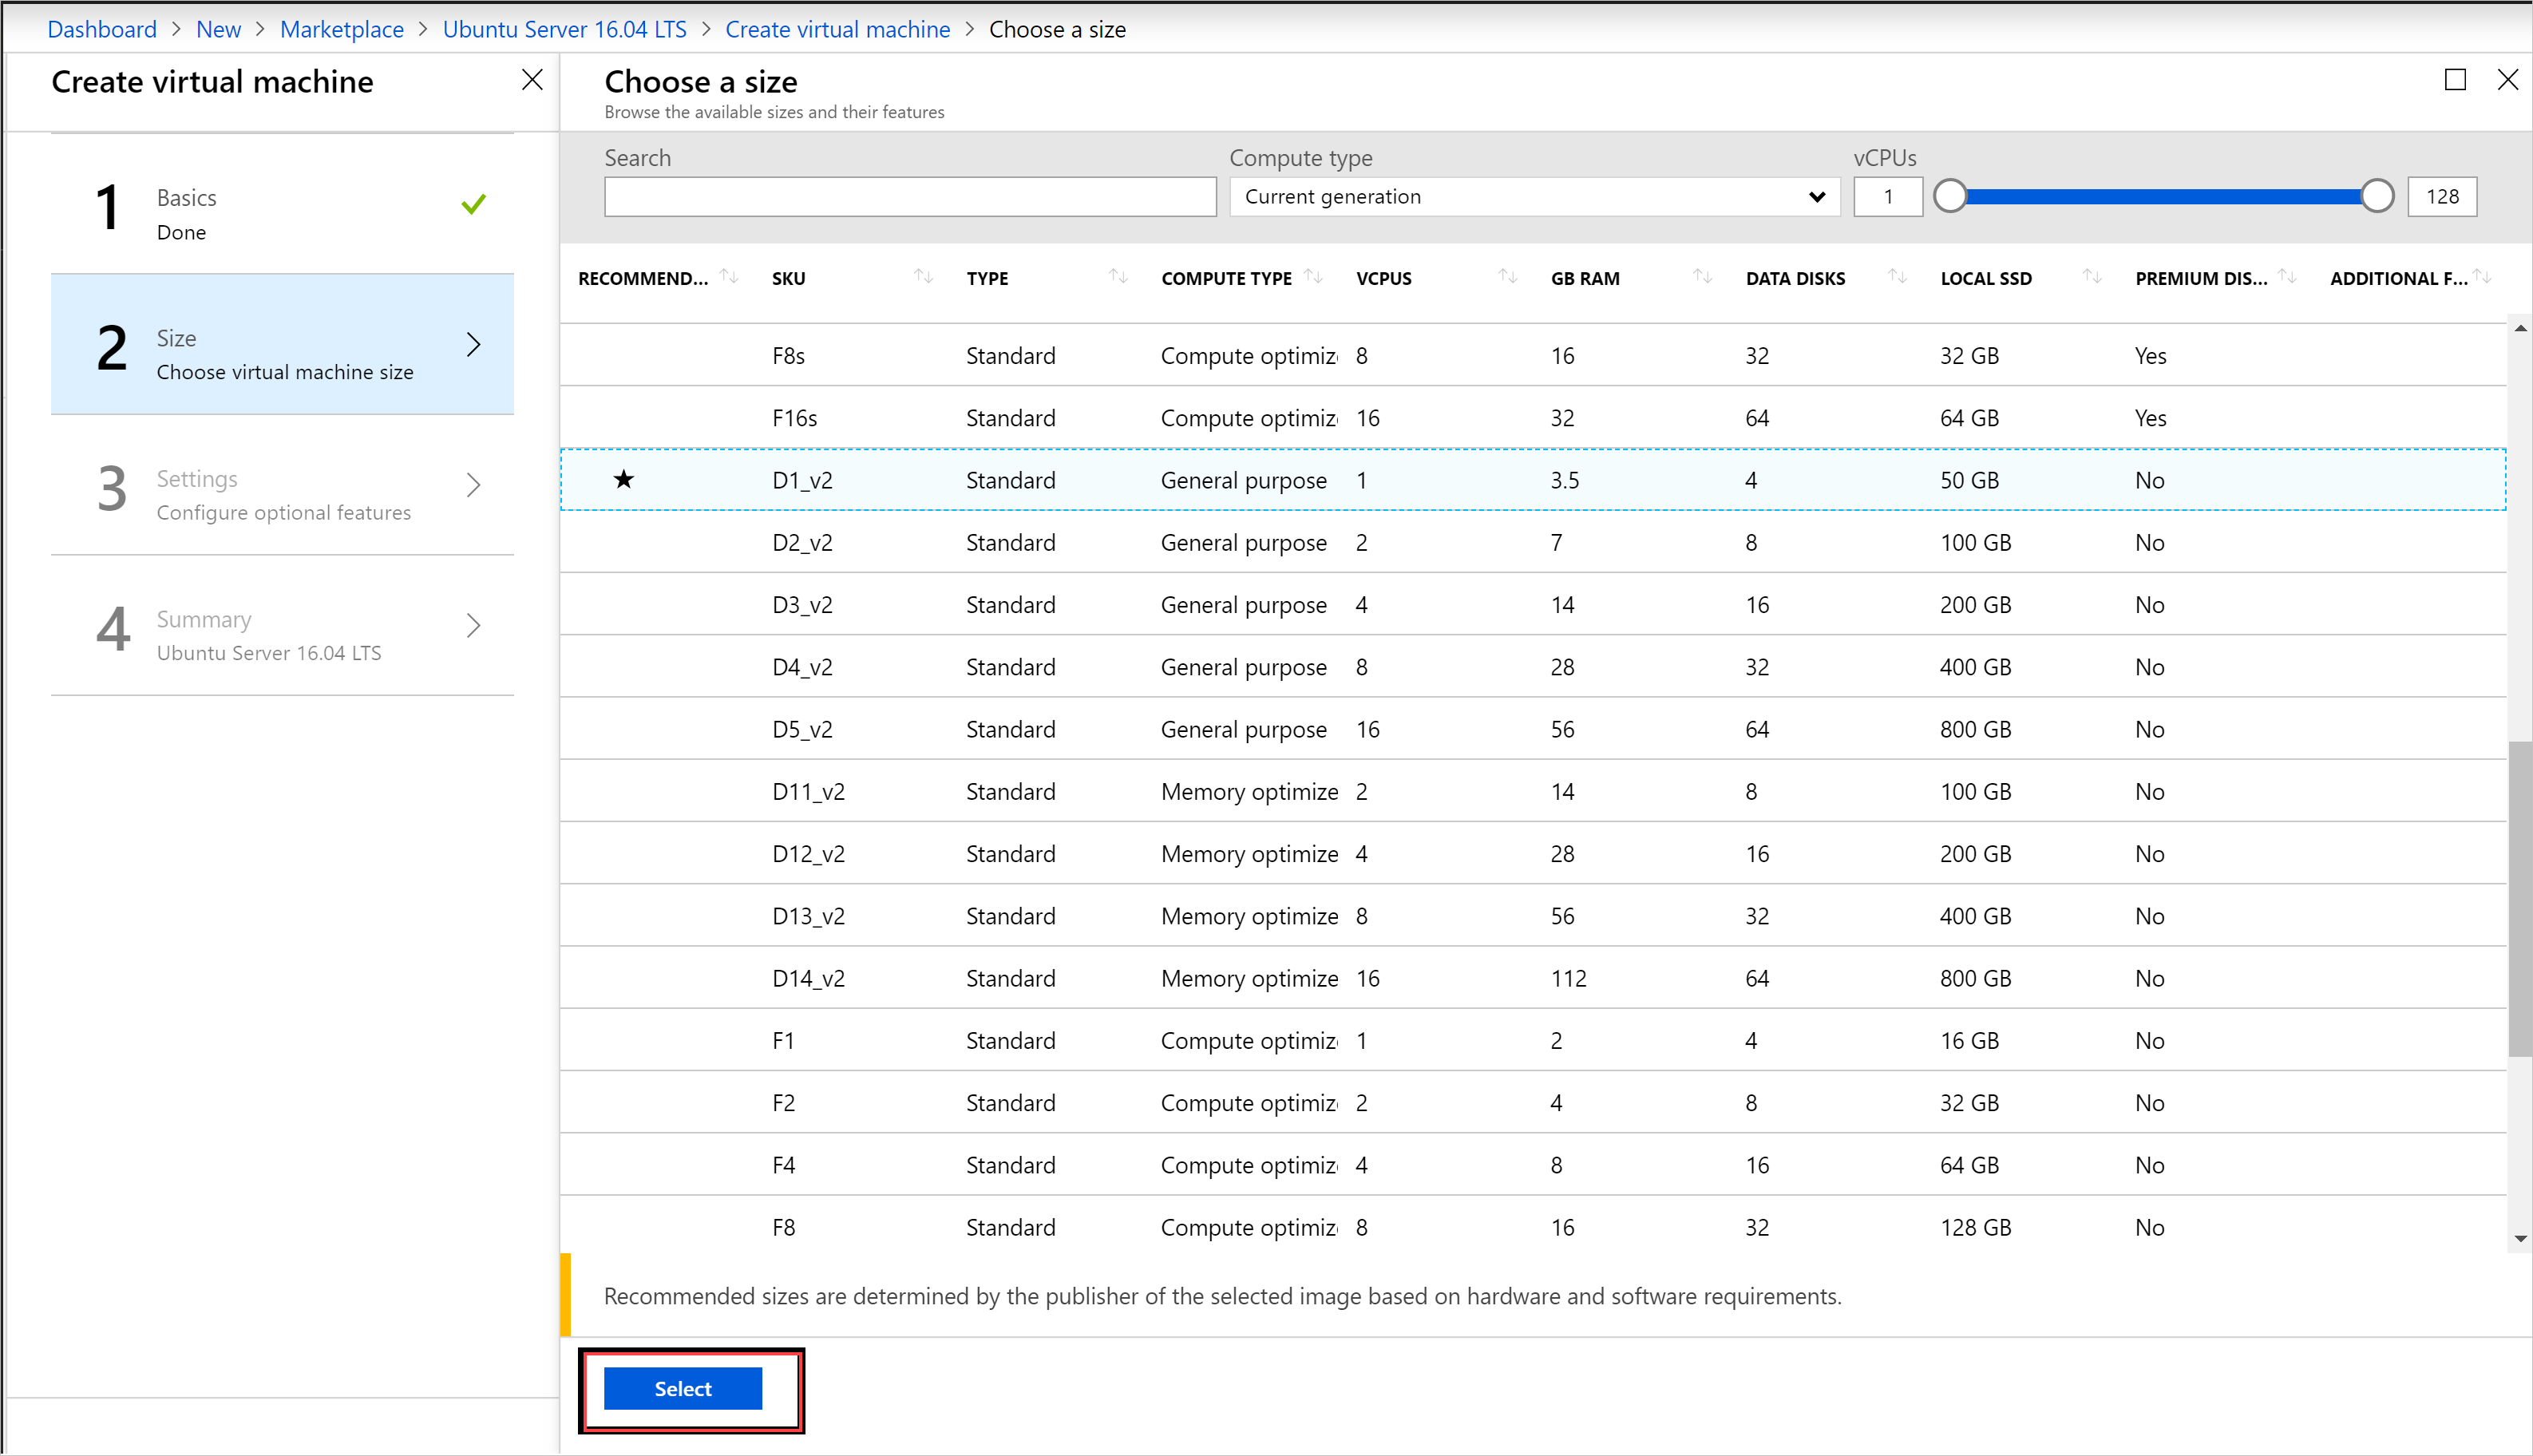 Dashboard > New > Marketplace > Ubuntu Server 16.04 LTS > Create virtual machine > Choose a size
Create virtual machine
1 Basics
Done
2 Size
Choose virtual machine size
3 Settings
Configure optional features
4 Summary
Ubuntu Server 16.04 LTS
Choose a size
Browse the available sizes and their features
Search Compute type vCPUs
Current generation 1 128
RECOMMEND... SKU TYPE COMPUTE TYPE VCPUS GB RAM DATA DISKS LOCAL SSD PREMIUM DIS... ADDITIONAL F...
F8s Standard Compute optimiz 8 16 32 32 GB Yes
F16s Standard Compute optimiz 16 32 64 64 GB Yes
★ D1_v2 Standard General purpose 1 3.5 4 50 GB No
D2_v2 Standard General purpose 2 7 8 100 GB No
D3_v2 Standard General purpose 4 14 16 200 GB No
D4_v2 Standard General purpose 8 28 32 400 GB No
D5_v2 Standard General purpose 16 56 64 800 GB No
D11_v2 Standard Memory optimize 2 14 8 100 GB No
D12_v2 Standard Memory optimize 4 28 16 200 GB No
D13_v2 Standard Memory optimize 8 56 32 400 GB No
D14_v2 Standard Memory optimize 16 112 64 800 GB No
F1 Standard Compute optimiz 1 2 4 16 GB No
F2 Standard Compute optimiz 2 4 8 32 GB No
F4 Standard Compute optimiz 4 8 16 64 GB No
F8 Standard Compute optimiz 8 16 32 128 GB No
Recommended sizes are determined by the publisher of the selected image based on hardware and software requirements.
Select